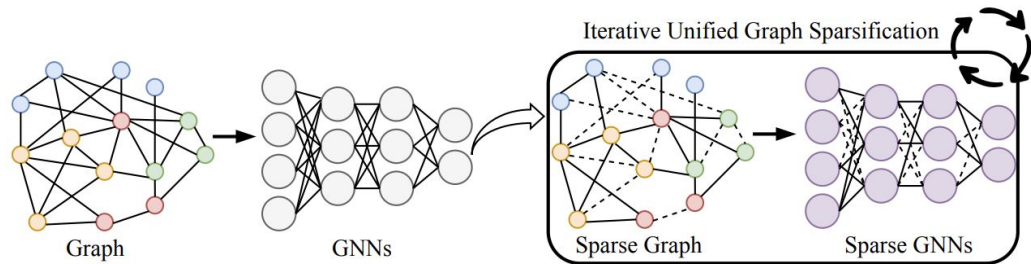 Iterative Unified Graph Sparsification
Graph
GNNs
Sparse Graph
Sparse GNNs